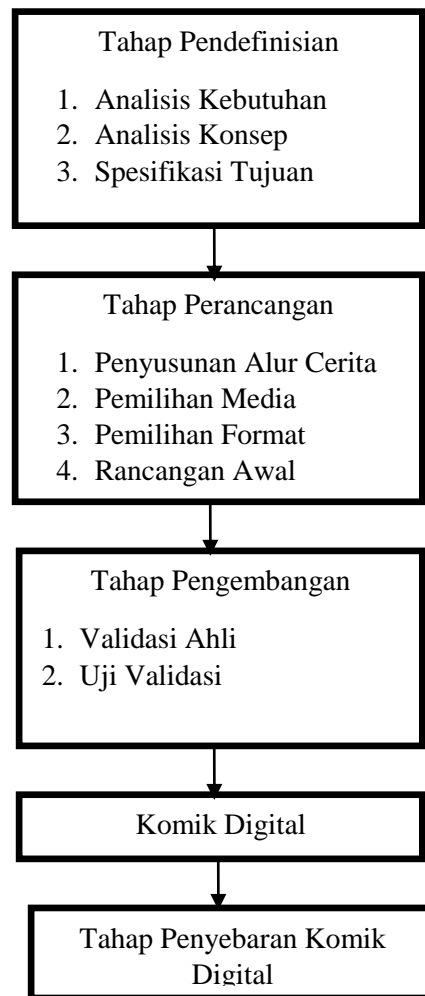 Tahap Pendefinisian
1. Analisis Kebutuhan
2. Analisis Konsep
3. Spesifikasi Tujuan
Tahap Perancangan
1. Penyusunan Alur Cerita
2. Pemilihan Media
3. Pemilihan Format
4. Rancangan Awal
Tahap Pengembangan
1. Validasi Ahli
2. Uji Validasi
Komik Digital
Tahap Penyebaran Komik
Digital